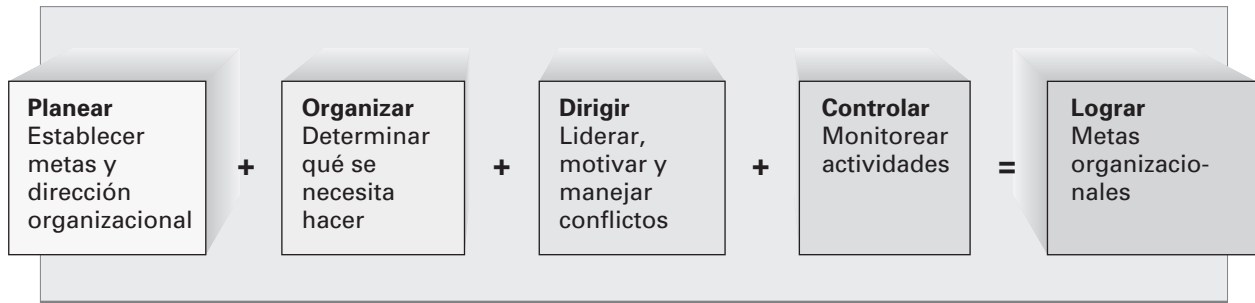 Planear
Establecer
metas y
dirección
organizacional
+
Organizar
Determinar
qué se
necesita
hacer
+
Dirigir
Liderar,
motivar y
manejar
conflictos
+
Controlar
Monitorear
actividades
=
Lograr
Metas
organizacio-
nales